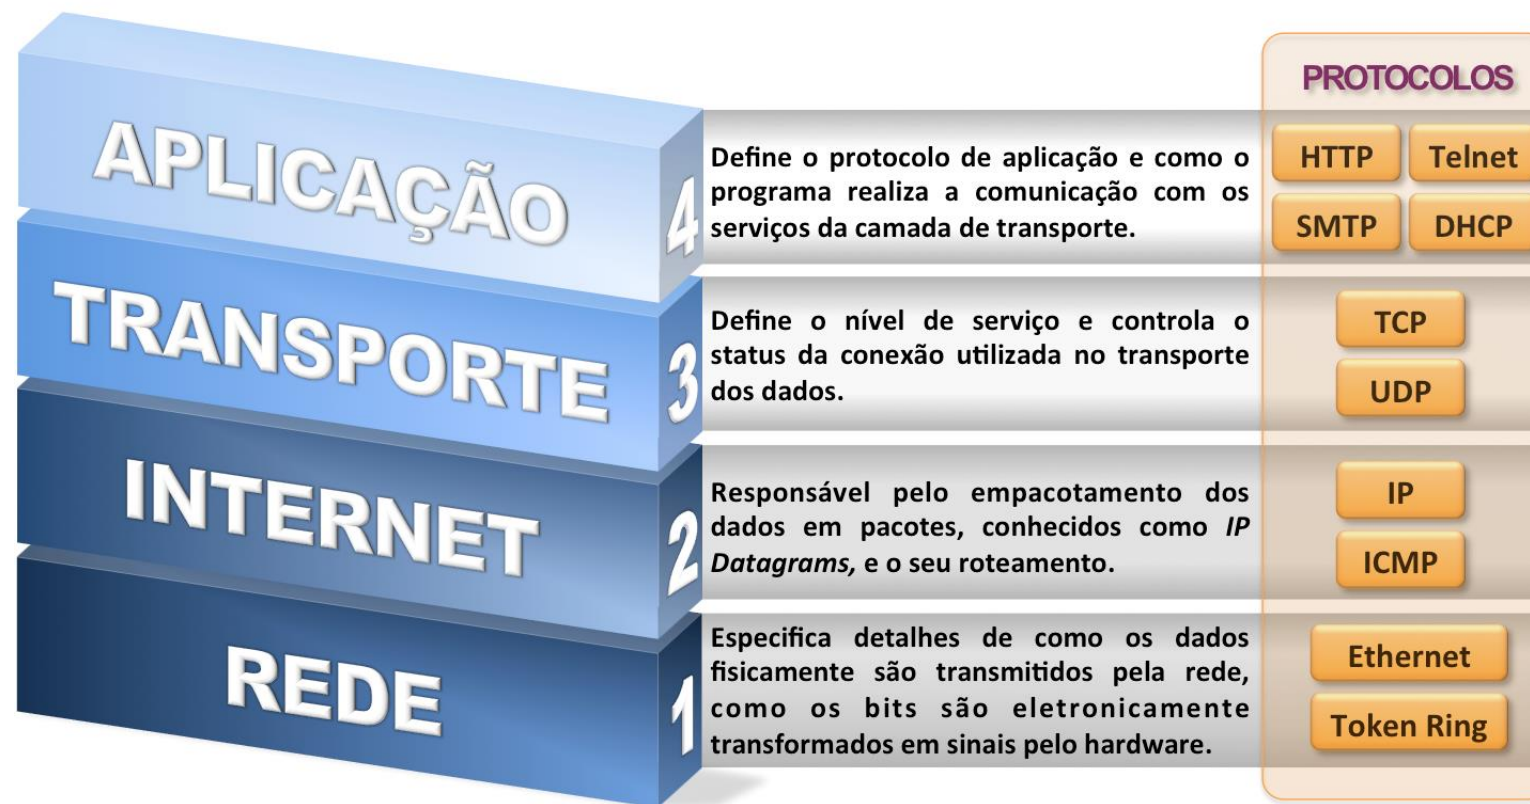 PROTOCOLOS
APLICAÇÃO
4
Define o protocolo de aplicação e como o
programa realiza a comunicação com os
serviços da camada de transporte.
HTTP
Telnet
SMTP
DHCP
TRANSPORTE
3
Define o nível de serviço e controla o
status da conexão utilizada no transporte
dos dados.
TCP
UDP
INTERNET
2
Responsável pelo empacotamento dos
dados em pacotes, conhecidos como IP
Datagrams, e o seu roteamento.
IP
ICMP
REDE
1
Especifica detalhes de como os dados
fisicamente são transmitidos pela rede,
como os bits são eletronicamente
transformados em sinais pelo hardware.
Ethernet
Token Ring